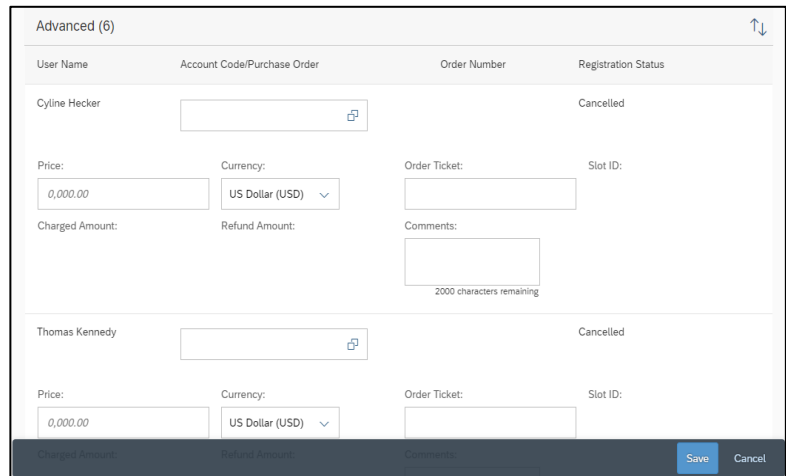 Advanced (6)
User Name Account Code/Purchase Order Order Number Registration Status
Cyline Hecker Cancelled
Price: Currency: Order Ticket: Slot ID:
0,000.00 US Dollar (USD)
Charged Amount: Refund Amount: Comments:
2000 characters remaining
Thomas Kennedy Cancelled
Price: Currency: Order Ticket: Slot ID:
0,000.00 US Dollar (USD)
Charged Amount: Refund Amount: Comments:
Save Cancel